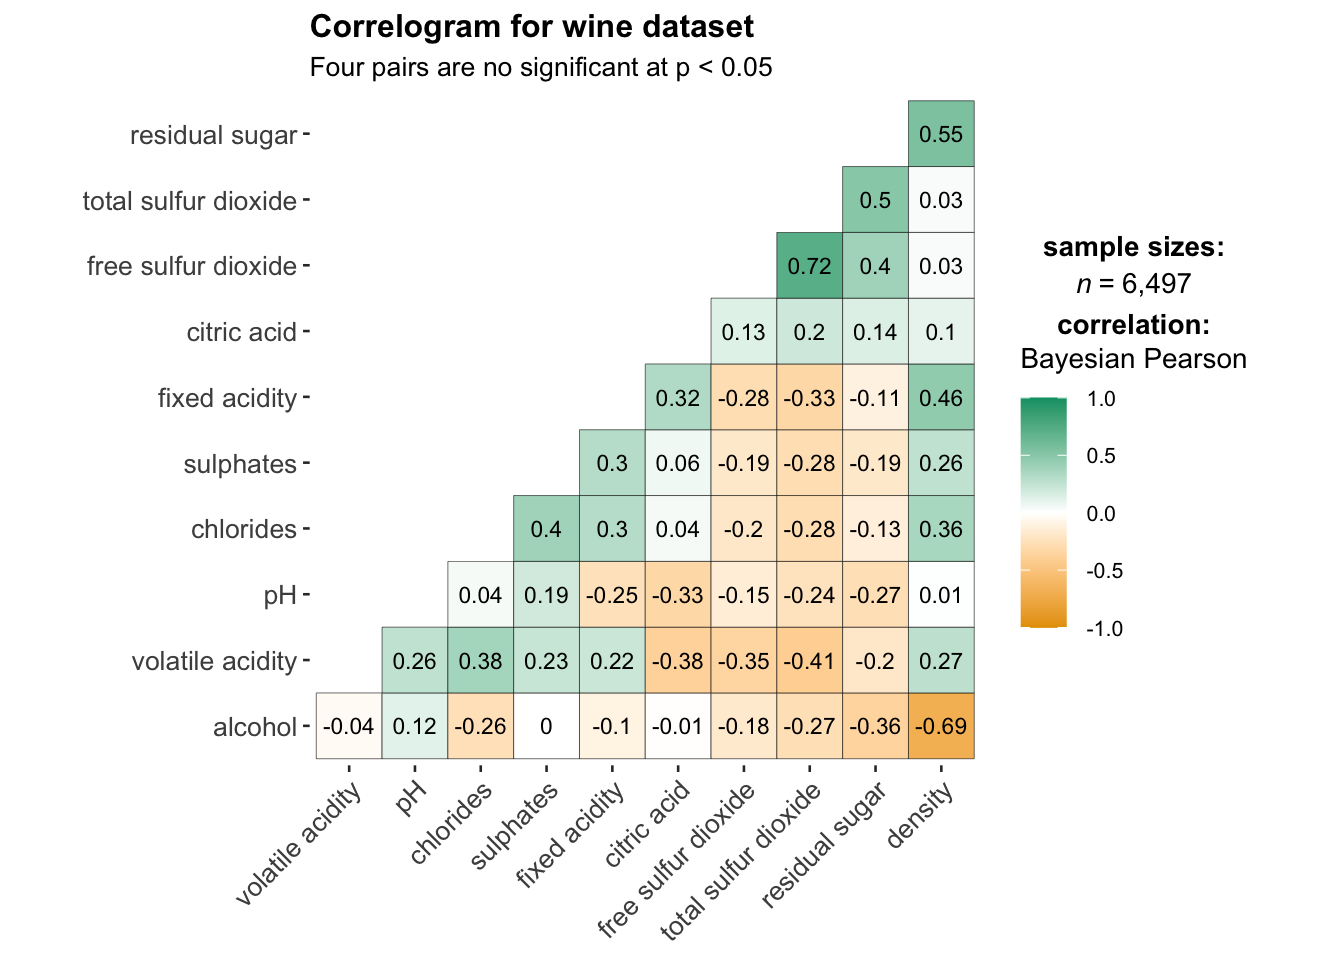 Correlogram for wine dataset
Four pairs are no significant at p < 0.05
residual sugar 0.55
total sulfur dioxide 0.5 0.03
free sulfur dioxide 0.72 0.4 0.03
citric acid 0.13 0.2 0.14 0.1
fixed acidity 0.32 -0.28 -0.33 -0.11 0.46
sulphates 0.3 0.06 -0.19 -0.28 -0.19 0.26
chlorides 0.4 0.3 0.04 -0.2 -0.28 -0.13 0.36
pH 0.04 0.19 -0.25 -0.33 -0.15 -0.24 -0.27 0.01
volatile acidity 0.26 0.38 0.23 0.22 -0.38 -0.35 -0.41 -0.2 0.27
alcohol -0.04 0.12 -0.26 0 -0.1 -0.01 -0.18 -0.27 -0.36 -0.69
volatile acidity
pH
chlorides
sulphates
fixed acidity
citric acid
free sulfur dioxide
total sulfur dioxide
residual sugar
density
sample sizes:
n = 6,497
correlation:
Bayesian Pearson
1.0
0.5
0.0
-0.5
-1.0